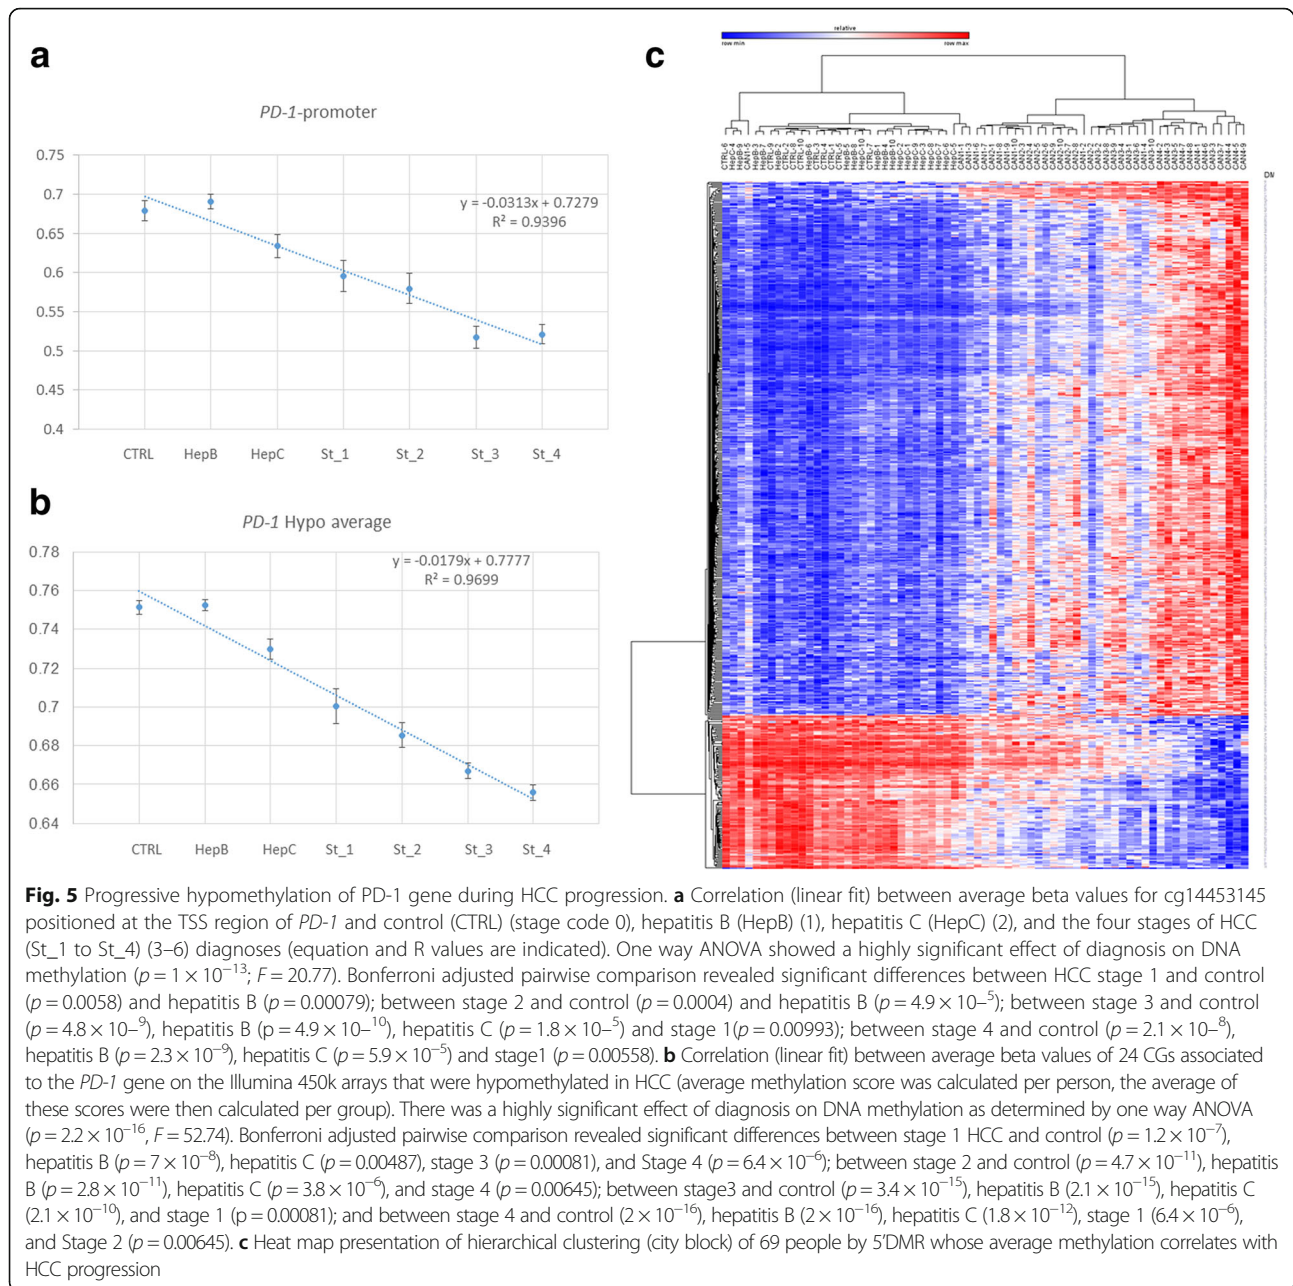 a
PD-1-promoter
0.75
0.7
0.65
0.6
0.55
0.5
0.45
0.4
y = -0.0313x + 0.7279
R² = 0.9396
CTRL HepB HepC St_1 St_2 St_3 St_4
b
PD-1 Hypo average
0.78
0.76
0.74
0.72
0.7
0.68
0.66
0.64
y = -0.0179x + 0.7777
R² = 0.9699
CTRL HepB HepC St_1 St_2 St_3 St_4
c
relative
row min row max
Fig. 5 Progressive hypomethylation of PD-1 gene during HCC progression. a Correlation (linear fit) between average beta values for cg14453145
positioned at the TSS region of PD-1 and control (CTRL) (stage code 0), hepatitis B (HepB) (1), hepatitis C (HepC) (2), and the four stages of HCC
(St_1 to St_4) (3–6) diagnoses (equation and R values are indicated). One way ANOVA showed a highly significant effect of diagnosis on DNA
methylation (p = 1 × 10⁻¹³; F = 20.77). Bonferroni adjusted pairwise comparison revealed significant differences between HCC stage 1 and control
(p = 0.0058) and hepatitis B (p = 0.00079); between stage 2 and control (p = 0.0004) and hepatitis B (p = 4.9 × 10–⁵); between stage 3 and control
(p = 4.8 × 10–⁹), hepatitis B (p = 4.9 × 10–¹⁰), hepatitis C (p = 1.8 × 10–⁵) and stage 1(p = 0.00993); between stage 4 and control (p = 2.1 × 10–⁸),
hepatitis B (p = 2.3 × 10⁻⁹), hepatitis C (p = 5.9 × 10⁻⁵) and stage1 (p = 0.00558). b Correlation (linear fit) between average beta values of 24 CGs associated
to the PD-1 gene on the Illumina 450k arrays that were hypomethylated in HCC (average methylation score was calculated per person, the average of
these scores were then calculated per group). There was a highly significant effect of diagnosis on DNA methylation as determined by one way ANOVA
(p = 2.2 × 10⁻¹⁶, F = 52.74). Bonferroni adjusted pairwise comparison revealed significant differences between stage 1 HCC and control (p = 1.2 × 10⁻⁷),
hepatitis B (p = 7 × 10⁻⁸), hepatitis C (p = 0.00487), stage 3 (p = 0.00081), and Stage 4 (p = 6.4 × 10⁻⁶); between stage 2 and control (p = 4.7 × 10⁻¹¹), hepatitis
B (p = 2.8 × 10⁻¹¹), hepatitis C (p = 3.8 × 10⁻⁶), and stage 4 (p = 0.00645); between stage3 and control (p = 3.4 × 10⁻¹⁵), hepatitis B (2.1 × 10⁻¹⁵), hepatitis C
(2.1 × 10⁻¹⁰), and stage 1 (p = 0.00081); and between stage 4 and control (2 × 10⁻¹⁶), hepatitis B (2 × 10⁻¹⁶), hepatitis C (1.8 × 10⁻¹²), stage 1 (6.4 × 10⁻⁶),
and Stage 2 (p = 0.00645). c Heat map presentation of hierarchical clustering (city block) of 69 people by 5'DMR whose average methylation correlates with
HCC progression